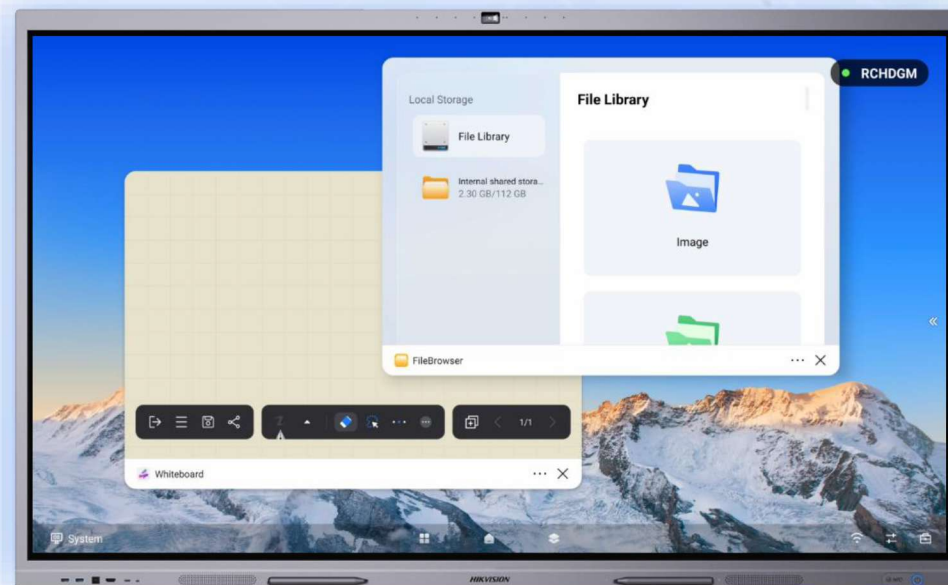 RCHDGM
Local Storage
File Library
File Library
Internal shared stora...
2.30 GB/112 GB
Image
FileBrowser
1/1
Whiteboard
System
HIKVISION